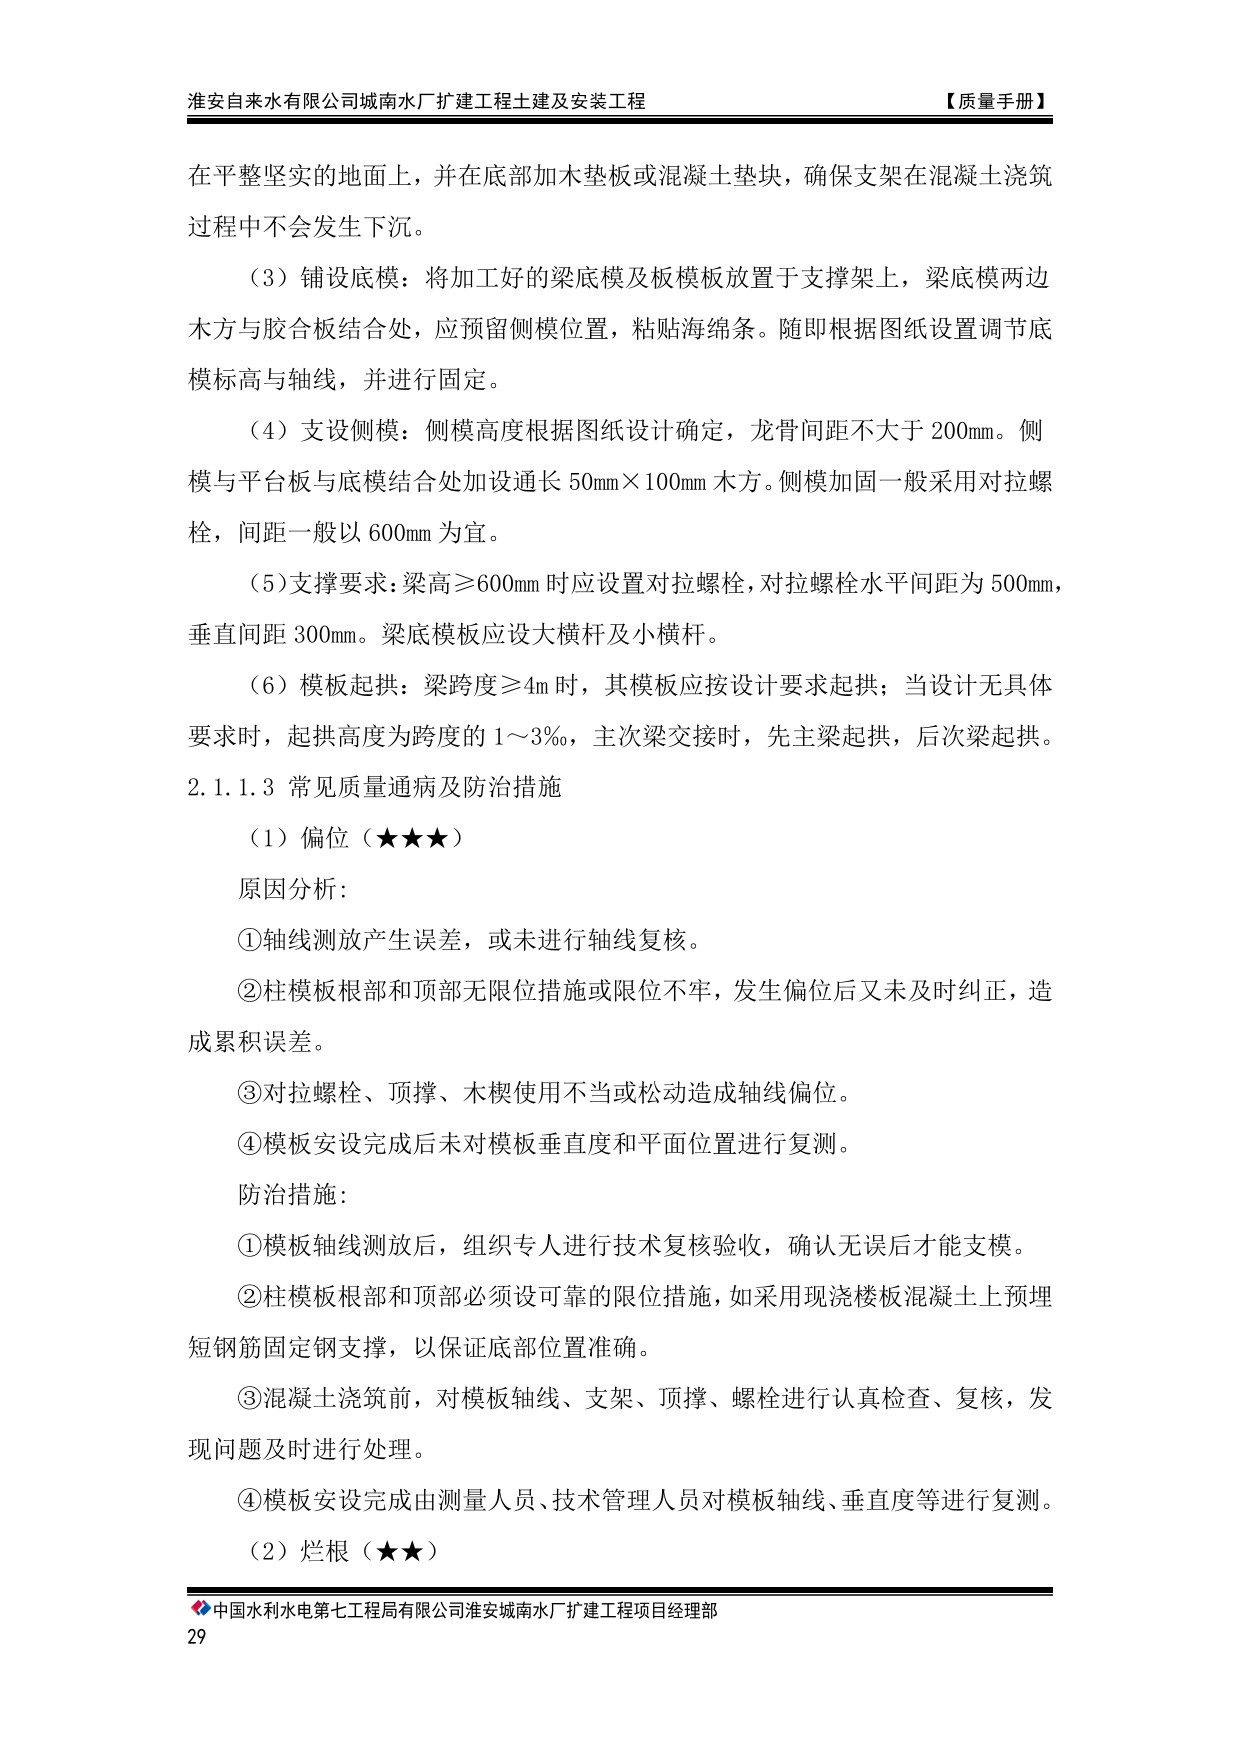 淮安自来水有限公司城南水厂扩建工程土建及安装工程 【质量手册】
在平整坚实的地面上，并在底部加木垫板或混凝土垫块，确保支架在混凝土浇筑
过程中不会发生下沉。
（3）铺设底模：将加工好的梁底模及板模板放置于支撑架上，梁底模两边
木方与胶合板结合处，应预留侧模位置，粘贴海绵条。随即根据图纸设置调节底
模标高与轴线，并进行固定。
（4）支设侧模：侧模高度根据图纸设计确定，龙骨间距不大于 200mm。侧
模与平台板与底模结合处加设通长 50mm×100mm 木方。侧模加固一般采用对拉螺
栓，间距一般以 600mm 为宜。
（5）支撑要求：梁高≥600mm 时应设置对拉螺栓，对拉螺栓水平间距为 500mm，
垂直间距 300mm。梁底模板应设大横杆及小横杆。
（6）模板起拱：梁跨度≥4m 时，其模板应按设计要求起拱；当设计无具体
要求时，起拱高度为跨度的 1～3‰，主次梁交接时，先主梁起拱，后次梁起拱。
2.1.1.3 常见质量通病及防治措施
（1）偏位（★★★）
原因分析：
①轴线测放产生误差，或未进行轴线复核。
②柱模板根部和顶部无限位措施或限位不牢，发生偏位后又未及时纠正，造
成累积误差。
③对拉螺栓、顶撑、木楔使用不当或松动造成轴线偏位。
④模板安设完成后未对模板垂直度和平面位置进行复测。
防治措施：
①模板轴线测放后，组织专人进行技术复核验收，确认无误后才能支模。
②柱模板根部和顶部必须设可靠的限位措施，如采用现浇楼板混凝土上预埋
短钢筋固定钢支撑，以保证底部位置准确。
③混凝土浇筑前，对模板轴线、支架、顶撑、螺栓进行认真检查、复核，发
现问题及时进行处理。
④模板安设完成由测量人员、技术管理人员对模板轴线、垂直度等进行复测。
（2）烂根（★★）
中国水利水电第七工程局有限公司淮安城南水厂扩建工程项目经理部
29